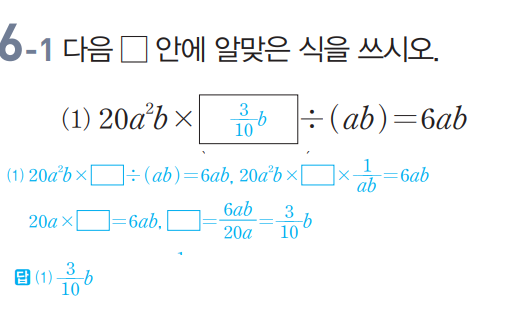 6-1 다음 □ 안에 알맞은 식을 쓰시오.
(1) 20a²b × 3/10 b ÷ (ab) = 6ab
(1) 20a²b × □ ÷ (ab) = 6ab, 20a²b × □ × 1/ab = 6ab
20a × □ = 6ab, □ = 6ab/20a = 3/10 b
답 (1) 3/10 b